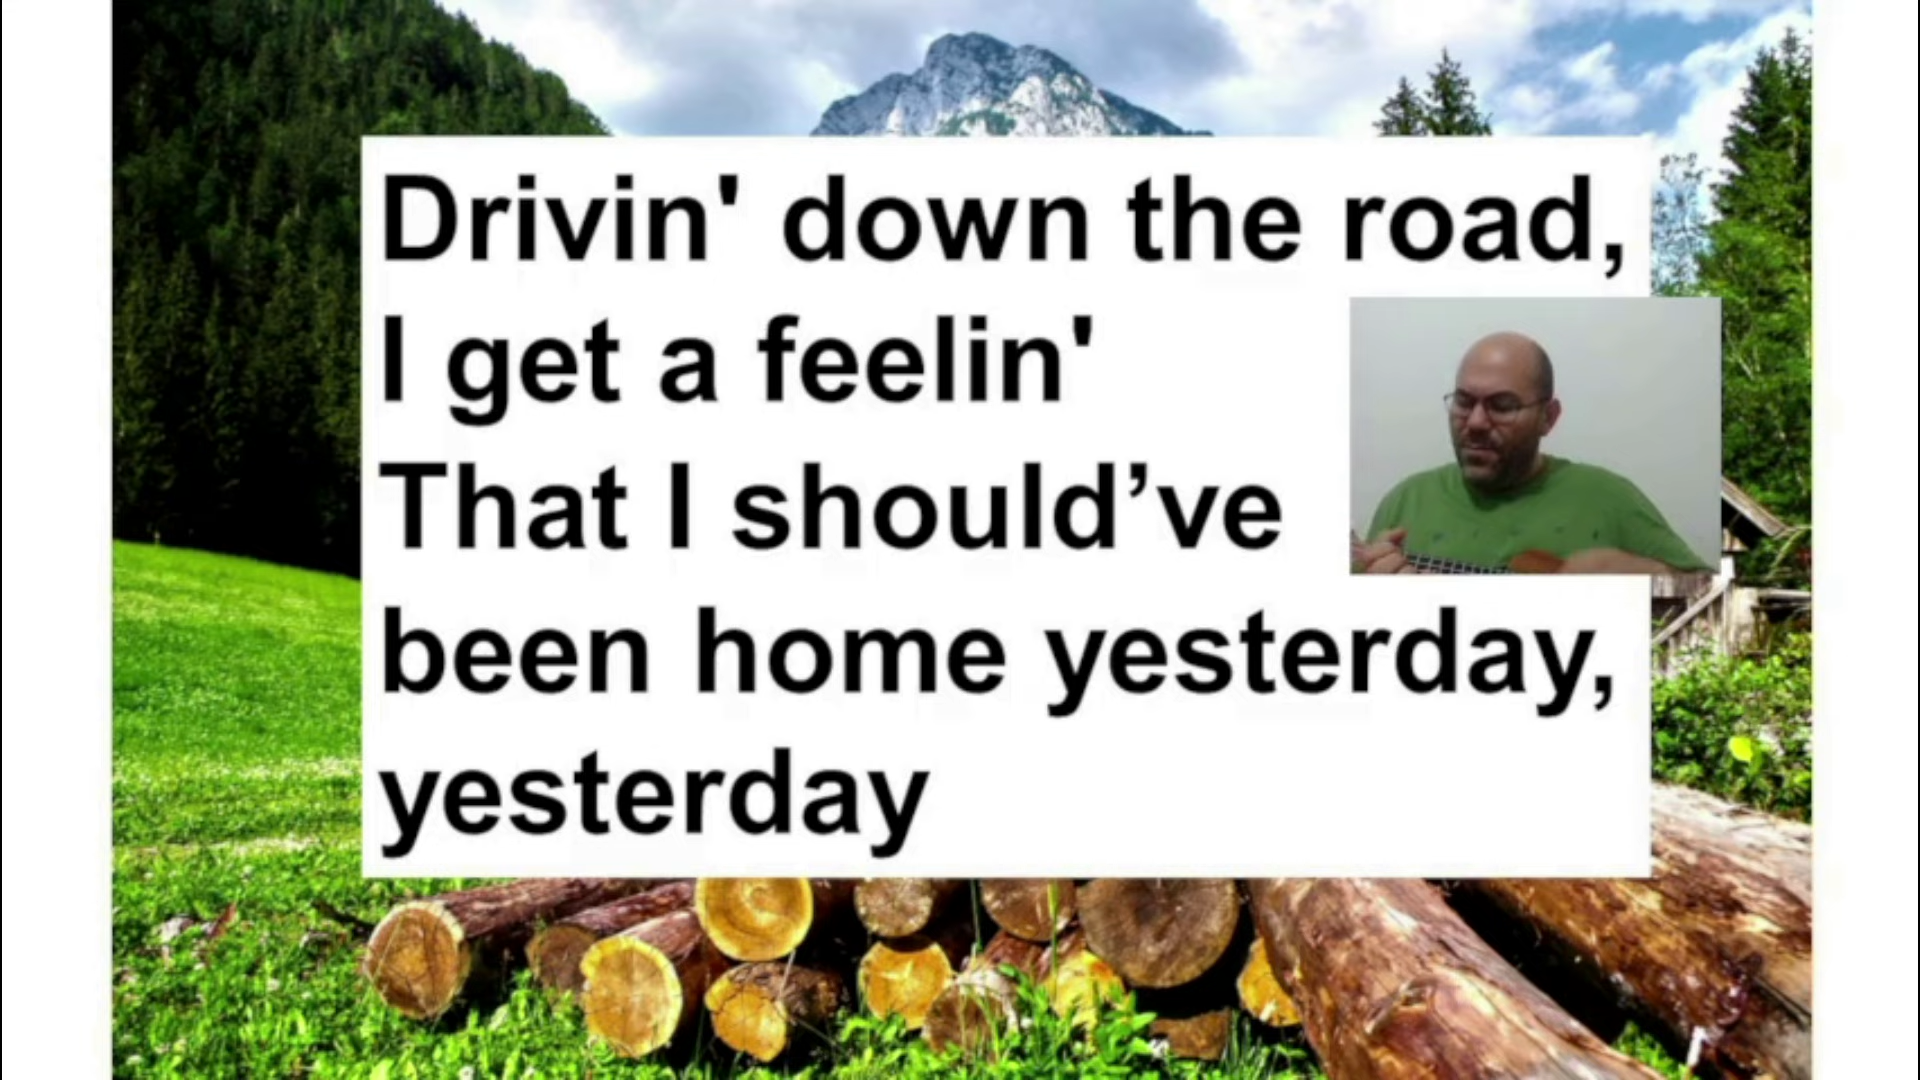 Drivin' down the road,
I get a feelin'
That I should’ve
been home yesterday,
yesterday